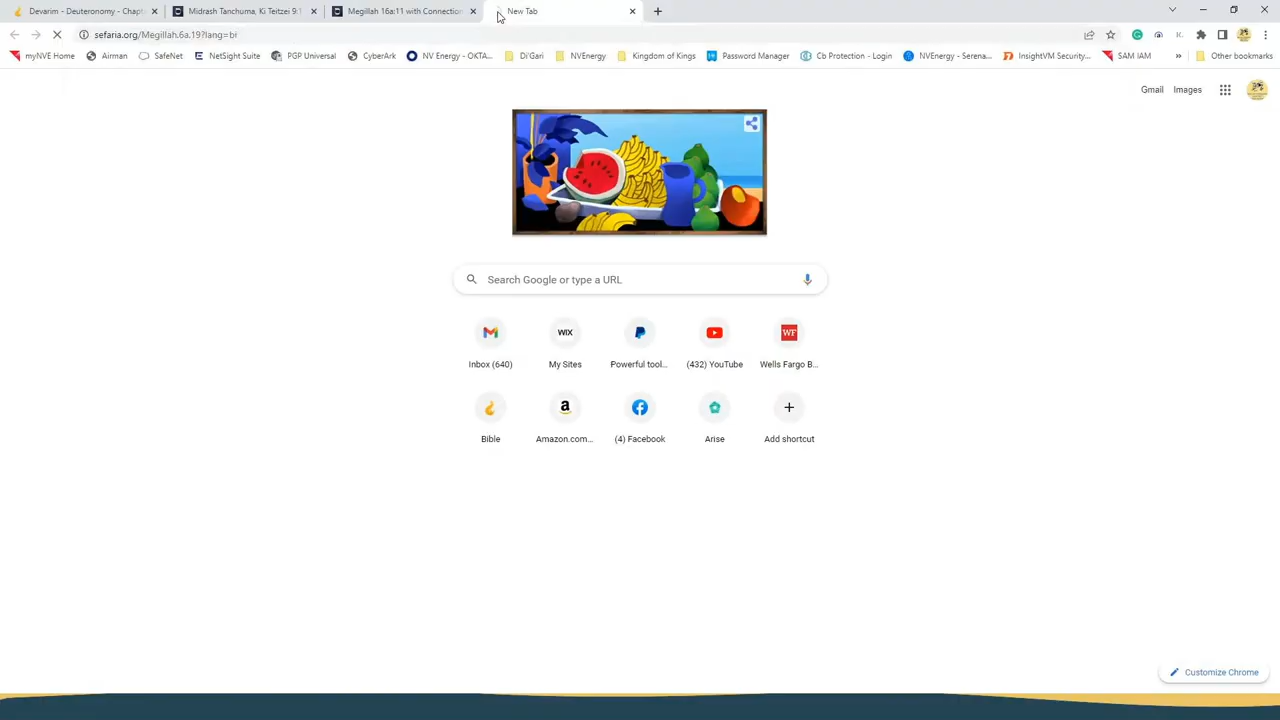 Devarim - Deuteronomy - Chapt
Midrash Tanchuma, Ki Teitzei 9:1
Megillah 16a:11 with Connection
New Tab
sefaria.org/Megillah.6a.19?lang=bi
myNVE Home
Airman
SafeNet
NetSight Suite
PGP Universal
CyberArk
NV Energy - OKTA...
Di'Gari
NVEnergy
Kingdom of Kings
Password Manager
Cb Protection - Login
NVEnergy - Serena...
InsightVM Security...
SAM IAM
»
Other bookmarks
Gmail
Images
Search Google or type a URL
WIX
WF
Inbox (640)
My Sites
Powerful tool...
(432) YouTube
Wells Fargo B...
Bible
Amazon.com...
(4) Facebook
Arise
Add shortcut
Customize Chrome